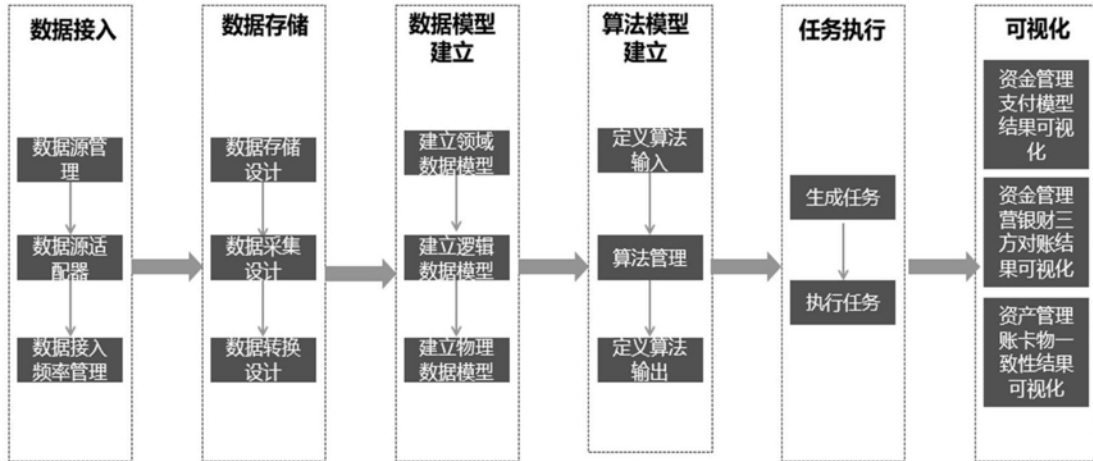 数据接入
数据源管
理
数据源适
配器
数据接入
频率管理
数据存储
数据存储
设计
数据采集
设计
数据转换
设计
数据模型
建立
建立领域
数据模型
建立逻辑
数据模型
建立物理
数据模型
算法模型
建立
定义算法
输入
算法管理
定义算法
输出
任务执行
生成任务
执行任务
可视化
资金管理
支付模型
结果可视
化
资金管理
营银财三
方对账结
果可视化
资产管理
账卡物一
致性结果
可视化